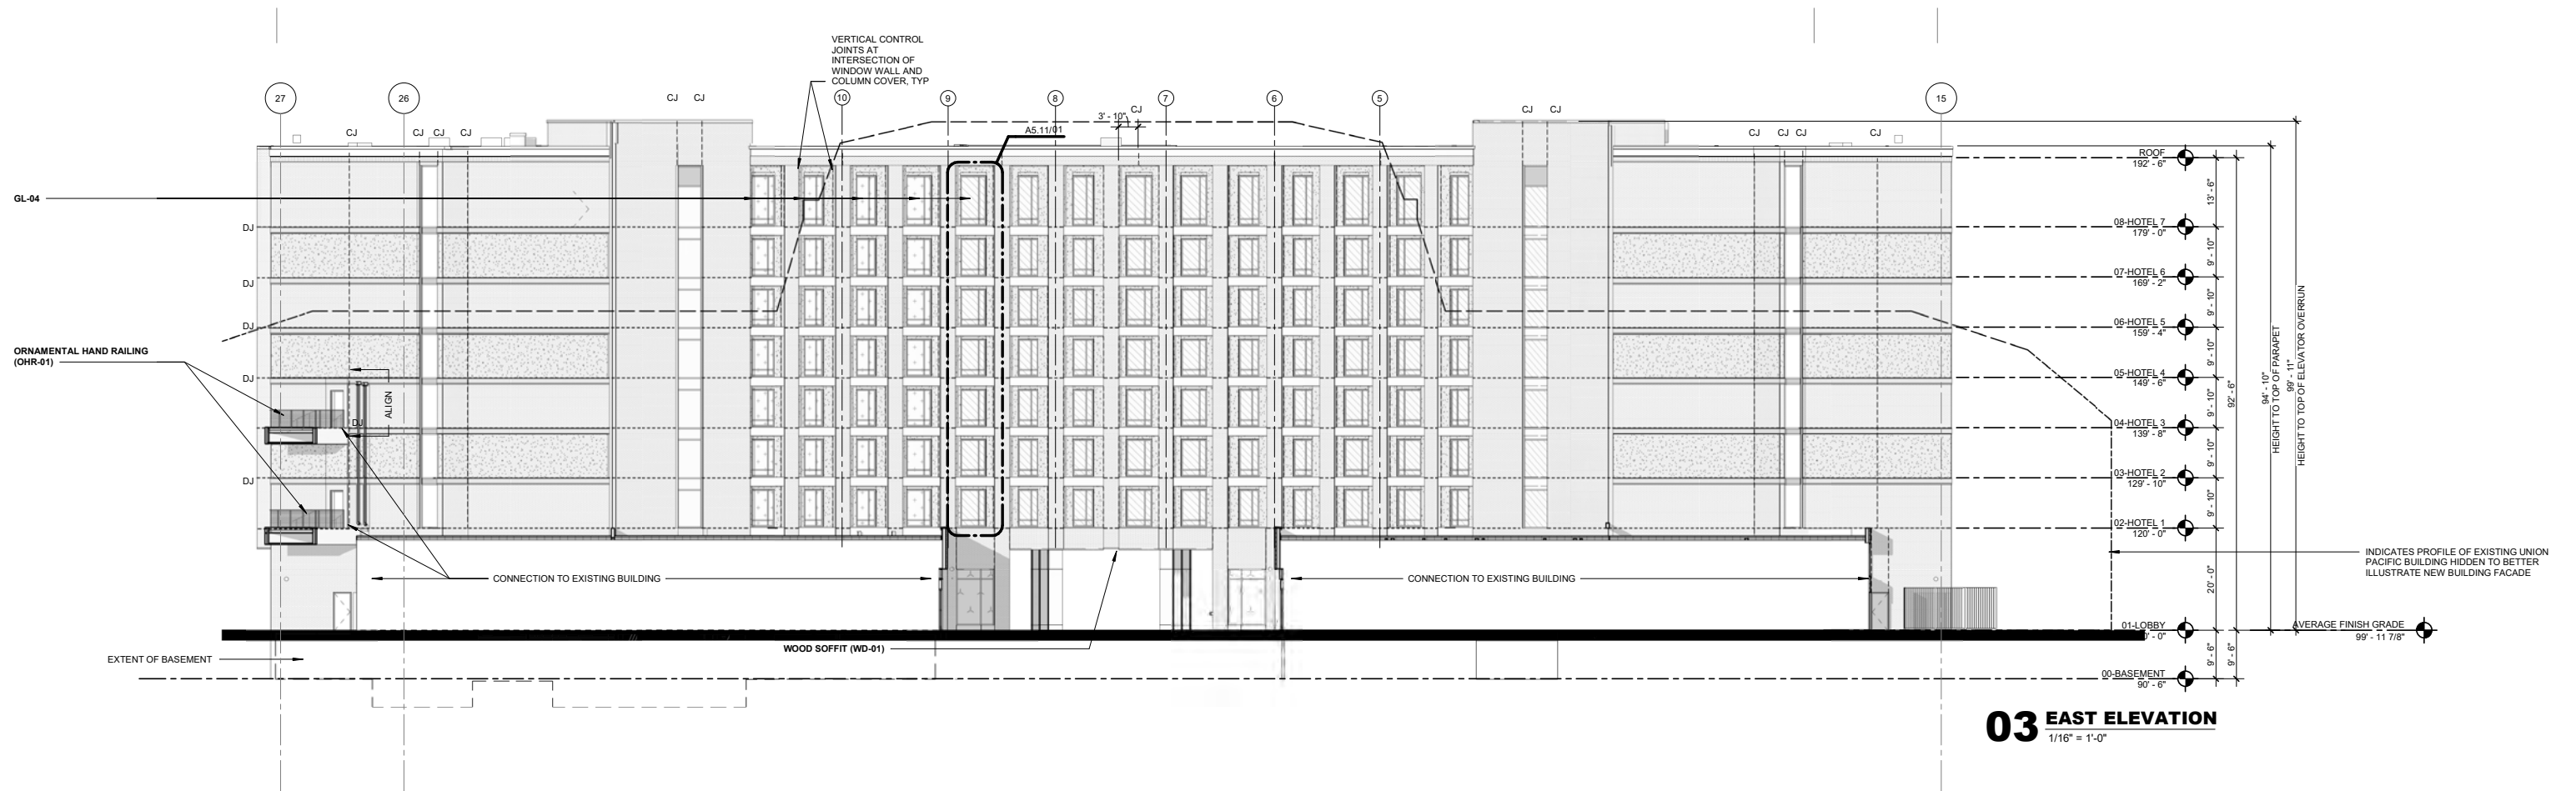 VERTICAL CONTROL
JOINTS AT
INTERSECTION OF
WINDOW WALL AND
COLUMN COVER, TYP
27
26
CJ CJ
10
9
8
7
6
5
CJ CJ
15
CJ
CJ CJ CJ
3' - 10"
CJ
A5.11/01
CJ CJ CJ
CJ
GL-04
DJ
DJ
DJ
DJ
DJ
DJ
ORNAMENTAL HAND RAILING
(OHR-01)
ALIGN
CONNECTION TO EXISTING BUILDING
CONNECTION TO EXISTING BUILDING
WOOD SOFFIT (WD-01)
EXTENT OF BASEMENT
ROOF
192' - 6"
13' - 6"
08-HOTEL 7
179' - 0"
9' - 10"
07-HOTEL 6
169' - 2"
9' - 10"
06-HOTEL 5
159' - 4"
9' - 10"
05-HOTEL 4
149' - 6"
9' - 10"
04-HOTEL 3
139' - 8"
9' - 10"
03-HOTEL 2
129' - 10"
9' - 10"
02-HOTEL 1
120' - 0"
20' - 0"
01-LOBBY
9' - 6"
9' - 6"
00-BASEMENT
90' - 6"
92' - 6"
94' - 10"
HEIGHT TO TOP OF PARAPET
99' - 11"
HEIGHT TO TOP OF ELEVATOR OVERRUN
INDICATES PROFILE OF EXISTING UNION
PACIFIC BUILDING HIDDEN TO BETTER
ILLUSTRATE NEW BUILDING FACADE
AVERAGE FINISH GRADE
99' - 11 7/8"
03 EAST ELEVATION
1/16" = 1'-0"